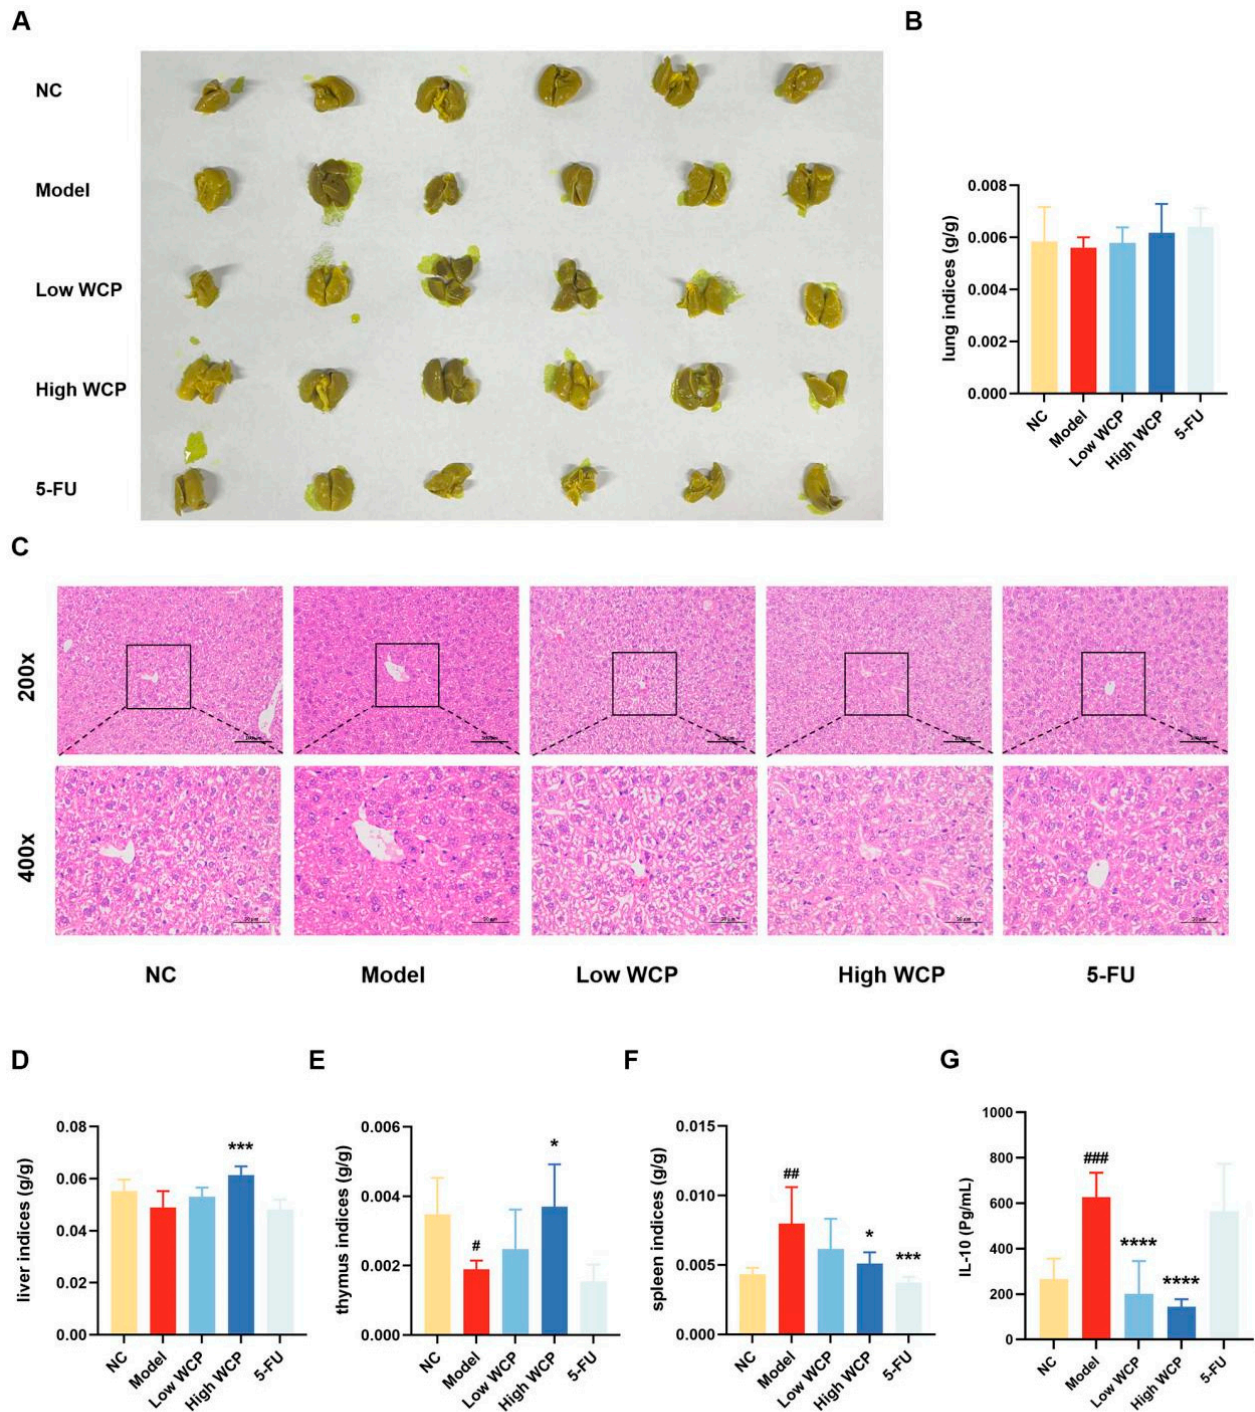 A
NC
Model
Low WCP
High WCP
5-FU
B
lung indices (g/g)
0.008
0.006
0.004
0.002
0.000
NC
Model
Low WCP
High WCP
5-FU
C
200x
400x
NC
Model
Low WCP
High WCP
5-FU
D
liver indices (g/g)
0.08
0.06
0.04
0.02
0.00
***
NC
Model
Low WCP
High WCP
5-FU
E
thymus indices (g/g)
0.006
0.004
0.002
0.000
#
*
NC
Model
Low WCP
High WCP
5-FU
F
spleen indices (g/g)
0.015
0.010
0.005
0.000
##
*
***
NC
Model
Low WCP
High WCP
5-FU
G
IL-10 (Pg/mL)
1000
800
600
400
200
0
###
****
****
NC
Model
Low WCP
High WCP
5-FU